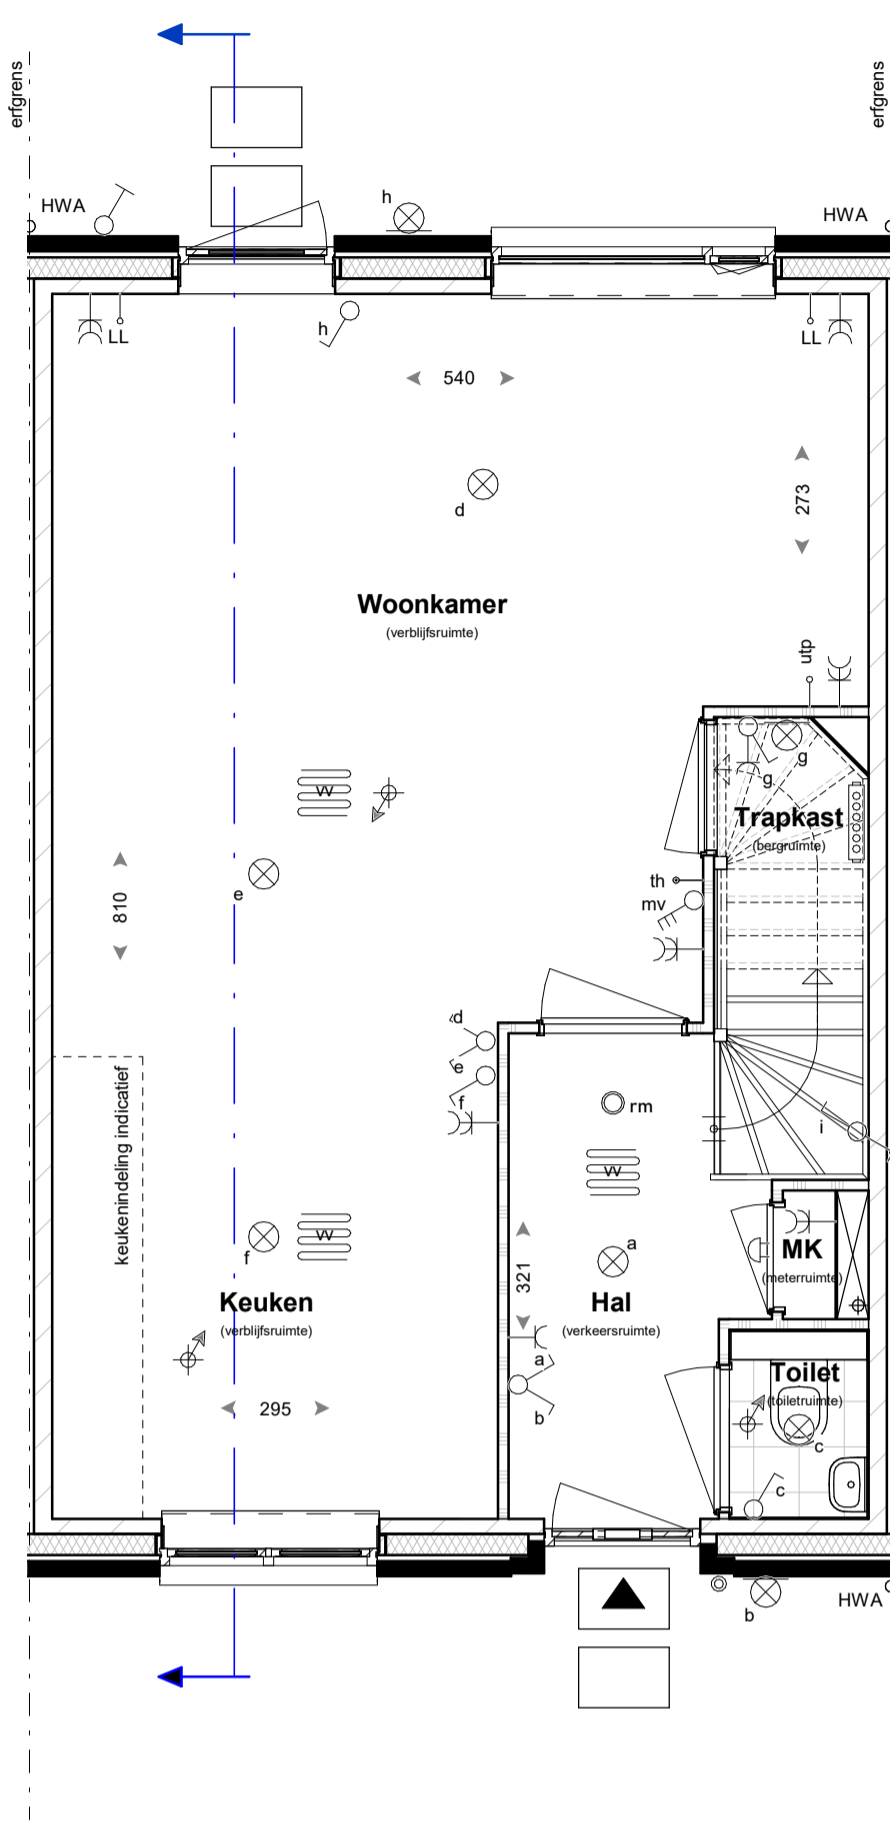 erfgrens
erfgrens
HWA
h
HWA
LL
h
LL
540
273
d
Woonkamer
(verblijfsruimte)
utp
g
g
W
Trapkast
(bergruimte)
e
th
mv
810
d
e
f
keukenindeling indicatief
rm
i
W
f
W
a
MK
(meterruimte)
321
Keuken
(verblijfsruimte)
Hal
(verkeersruimte)
a
b
Toilet
(toiletruimte)
295
c
c
b
HWA